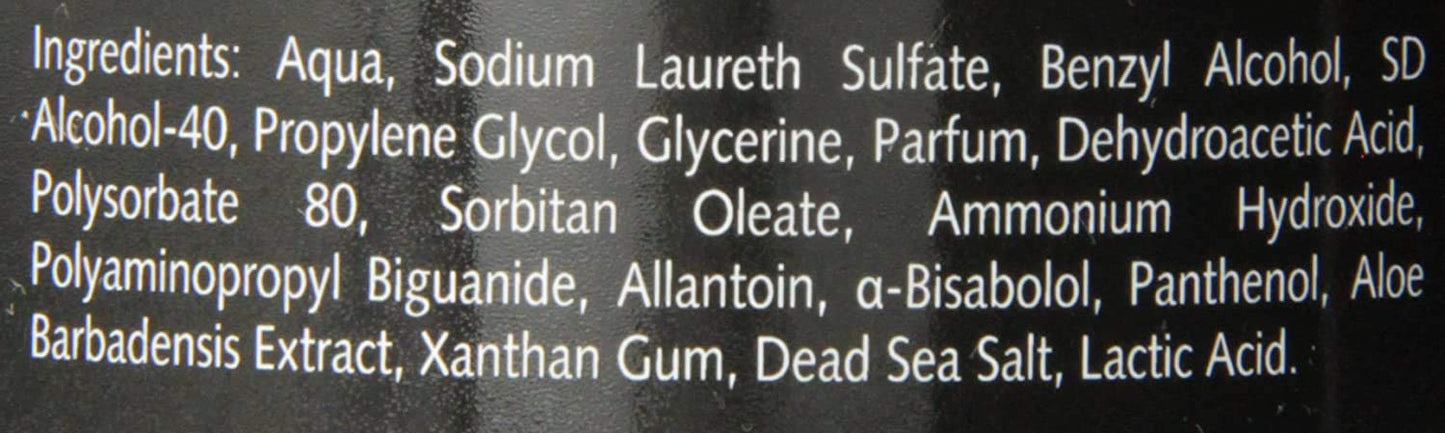 Ingredients: Aqua, Sodium Laureth Sulfate, Benzyl Alcohol, SD
Alcohol-40, Propylene Glycol, Glycerine, Parfum, Dehydroacetic Acid,
Polysorbate 80, Sorbitan Oleate, Ammonium Hydroxide,
Polyaminopropyl Biguanide, Allantoin, α-Bisabolol, Panthenol, Aloe
Barbadensis Extract, Xanthan Gum, Dead Sea Salt, Lactic Acid.